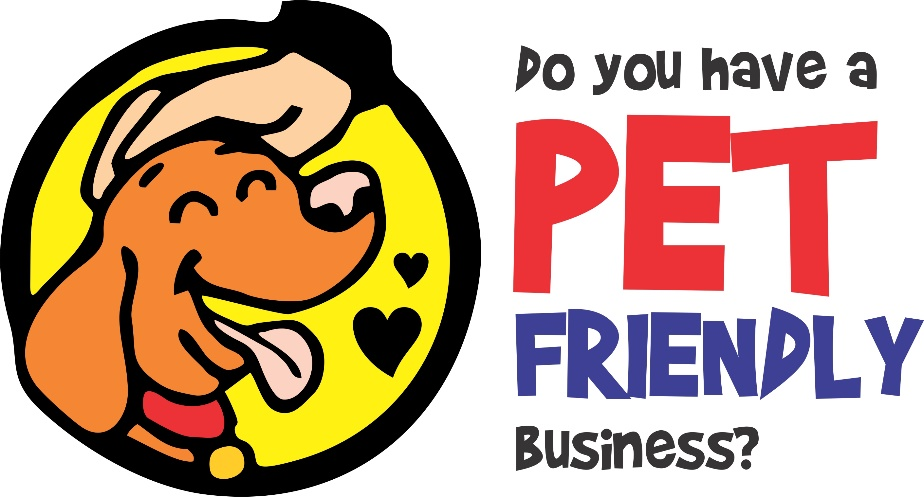 Do you have a
PET
FRIENDLY
Business?